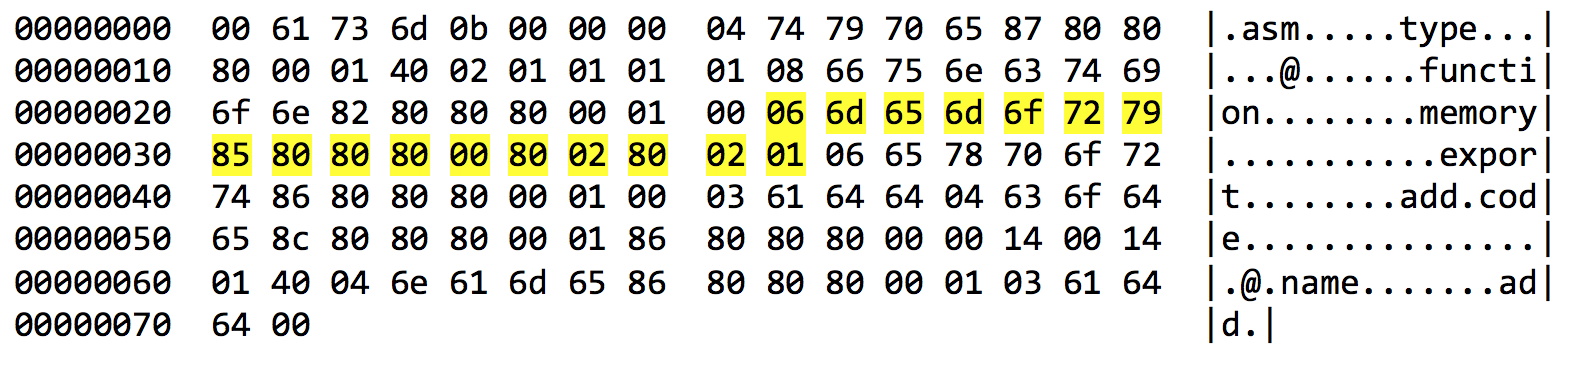 00000000 00 61 73 6d 0b 00 00 00 04 74 79 70 65 87 80 80 |.asm.....type...|
00000010 80 00 01 40 02 01 01 01 01 08 66 75 6e 63 74 69 |...@......functi|
00000020 6f 6e 82 80 80 80 00 01 00 06 6d 65 6d 6f 72 79 |on........memory|
00000030 85 80 80 80 00 80 02 80 02 01 06 65 78 70 6f 72 |...........expor|
00000040 74 86 80 80 80 00 01 00 03 61 64 64 04 63 6f 64 |t........add.cod|
00000050 65 8c 80 80 80 00 01 86 80 80 80 00 00 14 00 14 |e...............|
00000060 01 40 04 6e 61 6d 65 86 80 80 80 00 01 03 61 64 |.@.name.......ad|
00000070 64 00 |d.|